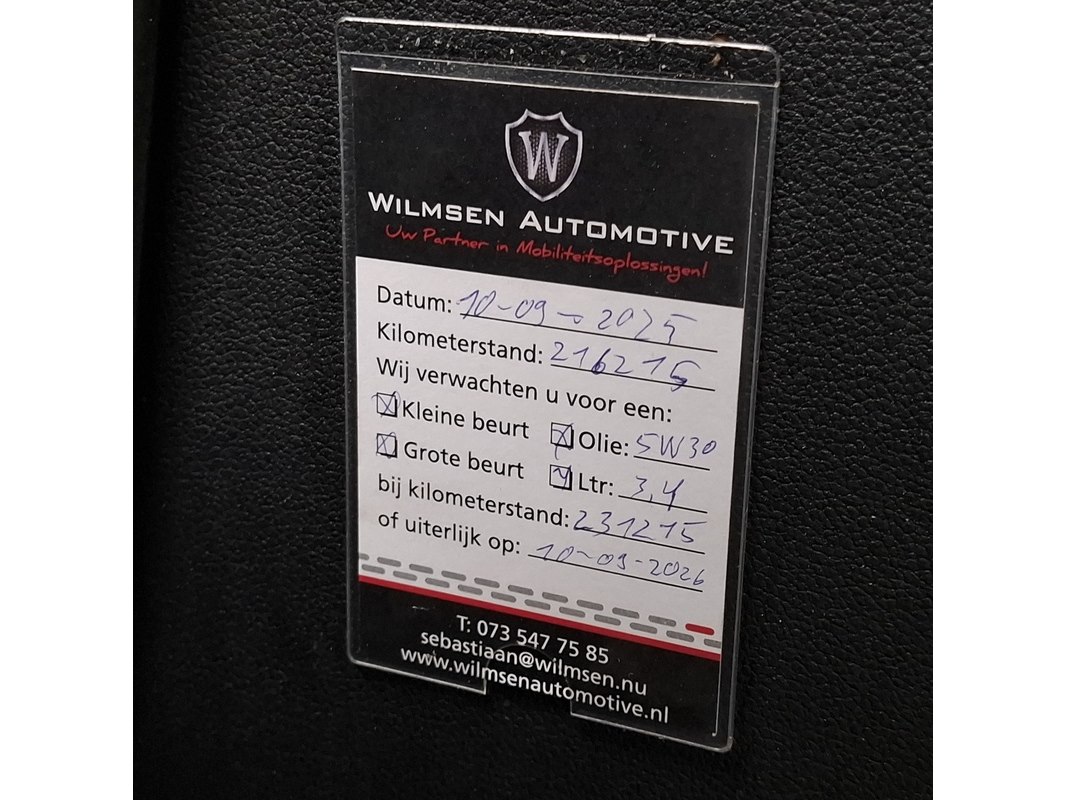 W
WILMSEN AUTOMOTIVE
Uw Partner in Mobiliteitsoplossingen!
Datum: 10-09-2025
Kilometerstand: 216215
Wij verwachten u voor een:
Kleine beurt Olie: 5W30
Grote beurt Ltr: 3,4
bij kilometerstand: 231215
of uiterlijk op: 10-09-2026
T: 073 547 75 85
sebastiaan@wilmsen.nu
www.wilmsenautomotive.nl